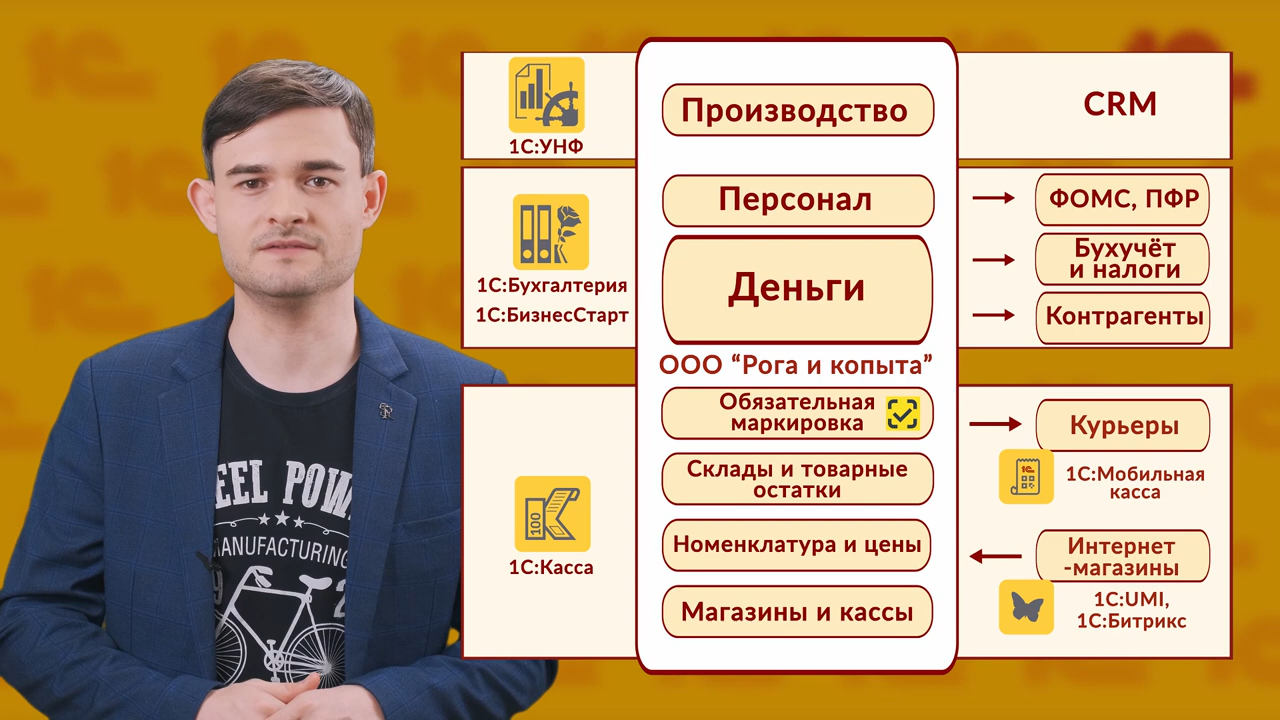 1С:УНФ
Производство
CRM
1С:Бухгалтерия
1С:БизнесСтарт
Персонал
Деньги
ФОМС, ПФР
Бухучёт
и налоги
Контрагенты
ООО “Рога и копыта”
Обязательная
маркировка
Склады и товарные
остатки
Номенклатура и цены
Магазины и кассы
100
1С:Касса
Курьеры
1С
1С:Мобильная
касса
Интернет
-магазины
1С:UMI,
1С:Битрикс
EEL POW
★★★
MANUFACTURING